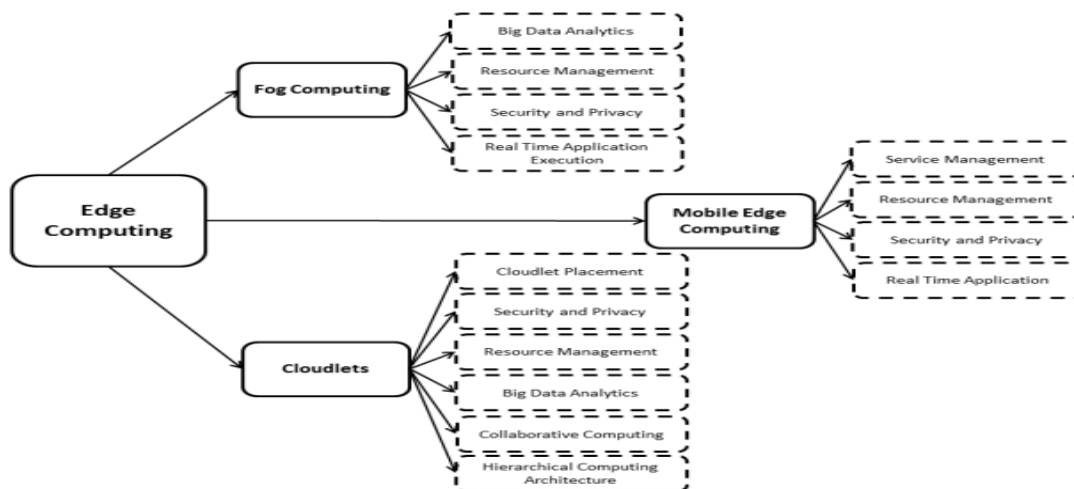 Big Data Analytics
Resource Management
Fog Computing
Security and Privacy
Real Time Application
Execution
Service Management
Resource Management
Edge
Computing
Mobile Edge
Computing
Security and Privacy
Real Time Application
Cloudlet Placement
Security and Privacy
Resource Management
Cloudlets
Big Data Analytics
Collaborative Computing
Hierarchical Computing
Architecture